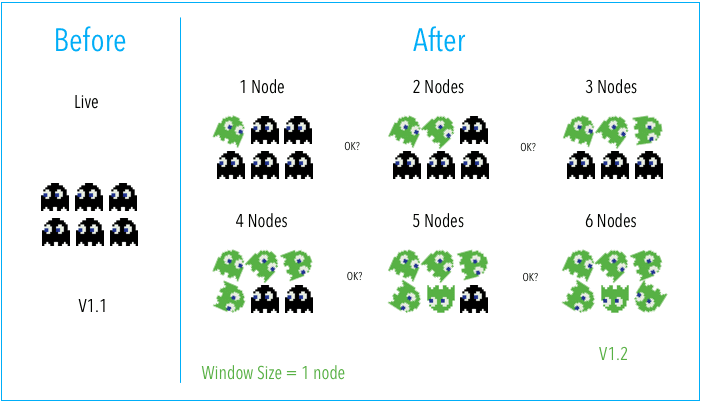 Before
Live
V1.1
After
1 Node
2 Nodes
3 Nodes
OK?
OK?
4 Nodes
5 Nodes
6 Nodes
OK?
OK?
V1.2
Window Size = 1 node